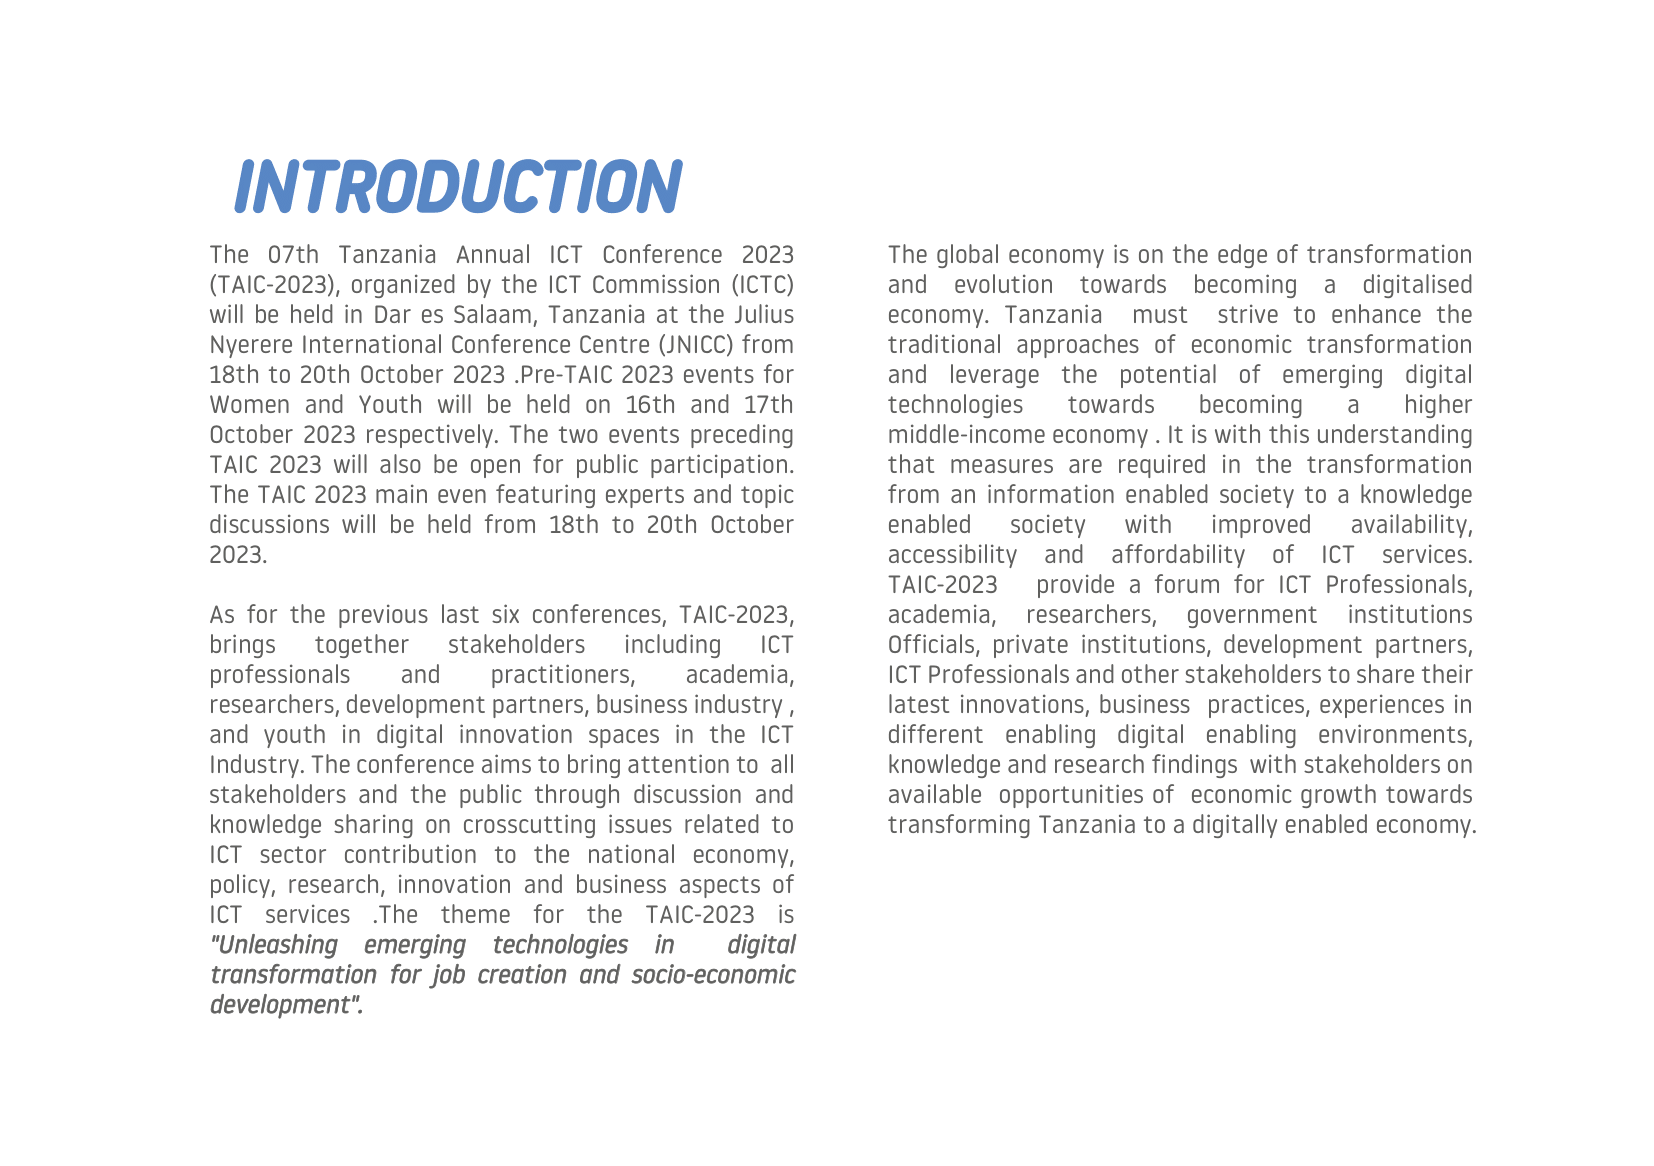 INTRODUCTION
The 07th Tanzania Annual ICT Conference 2023
(TAIC-2023), organized by the ICT Commission (ICTC)
will be held in Dar es Salaam, Tanzania at the Julius
Nyerere International Conference Centre (JNICC) from
18th to 20th October 2023 .Pre-TAIC 2023 events for
Women and Youth will be held on 16th and 17th
October 2023 respectively. The two events preceding
TAIC 2023 will also be open for public participation.
The TAIC 2023 main even featuring experts and topic
discussions will be held from 18th to 20th October
2023.
As for the previous last six conferences, TAIC-2023,
brings together stakeholders including ICT
professionals and practitioners, academia,
researchers, development partners, business industry ,
and youth in digital innovation spaces in the ICT
Industry. The conference aims to bring attention to all
stakeholders and the public through discussion and
knowledge sharing on crosscutting issues related to
ICT sector contribution to the national economy,
policy, research, innovation and business aspects of
ICT services .The theme for the TAIC-2023 is
"Unleashing emerging technologies in digital
transformation for job creation and socio-economic
development".
The global economy is on the edge of transformation
and evolution towards becoming a digitalised
economy. Tanzania must strive to enhance the
traditional approaches of economic transformation
and leverage the potential of emerging digital
technologies towards becoming a higher
middle-income economy . It is with this understanding
that measures are required in the transformation
from an information enabled society to a knowledge
enabled society with improved availability,
accessibility and affordability of ICT services.
TAIC-2023 provide a forum for ICT Professionals,
academia, researchers, government institutions
Officials, private institutions, development partners,
ICT Professionals and other stakeholders to share their
latest innovations, business practices, experiences in
different enabling digital enabling environments,
knowledge and research findings with stakeholders on
available opportunities of economic growth towards
transforming Tanzania to a digitally enabled economy.